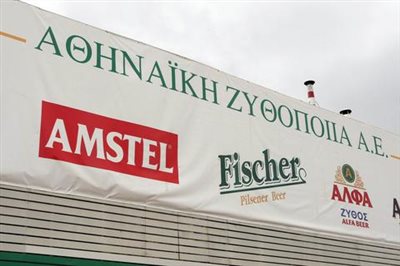 ΑΘΗΝΑΪΚΗ ΖΥΘΟΠΟΙΙΑ Α.Ε.
AMSTEL
Fischer
Pilsener Beer
ΑΛΦΑ
ΖΥΘΟΣ
ALFA BEER